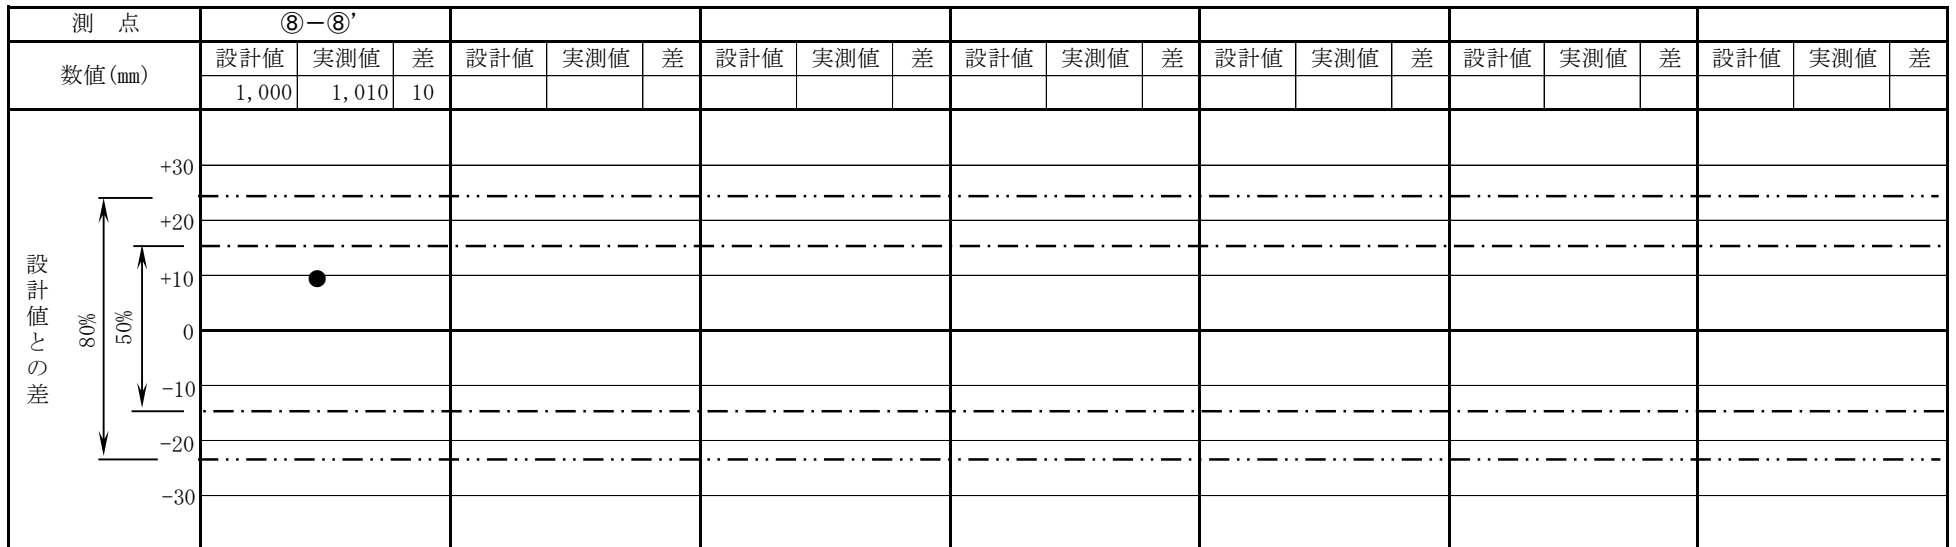 測 点 ⑧－⑧’
数値(mm) 設計値 実測値 差 設計値 実測値 差 設計値 実測値 差 設計値 実測値 差 設計値 実測値 差 設計値 実測値 差 設計値 実測値 差
1,000 1,010 10
+30
+20
+10
0
-10
-20
-30
設計値との差
80%
50%